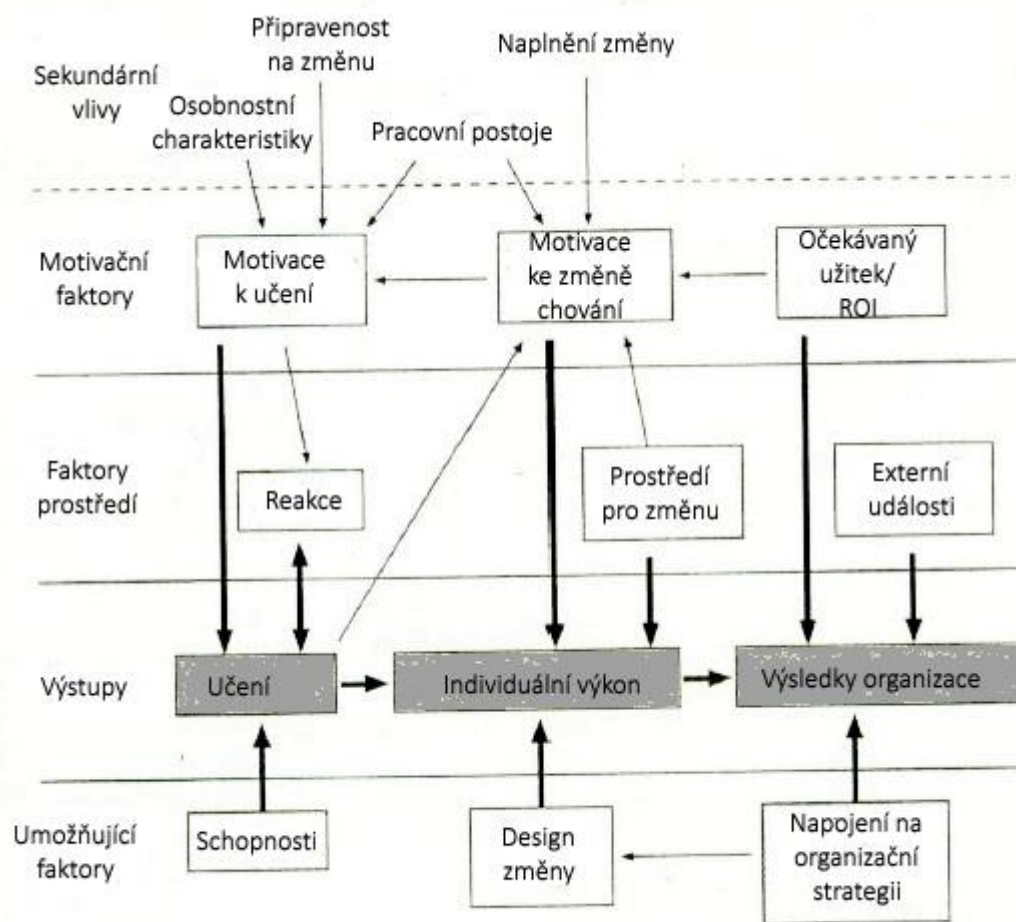 Připravenost
na změnu
Naplnění změny
Sekundární
vlivy
Osobnostní
charakteristiky
Pracovní postoje
Motivační
faktory
Motivace
k učení
Motivace
ke změně
chování
Očekávaný
užitek/
ROI
Faktory
prostředí
Reakce
Prostředí
pro změnu
Externí
události
Výstupy
Učení
Individuální výkon
Výsledky organizace
Umožňující
faktory
Schopnosti
Design
změny
Napojení na
organizační
strategii